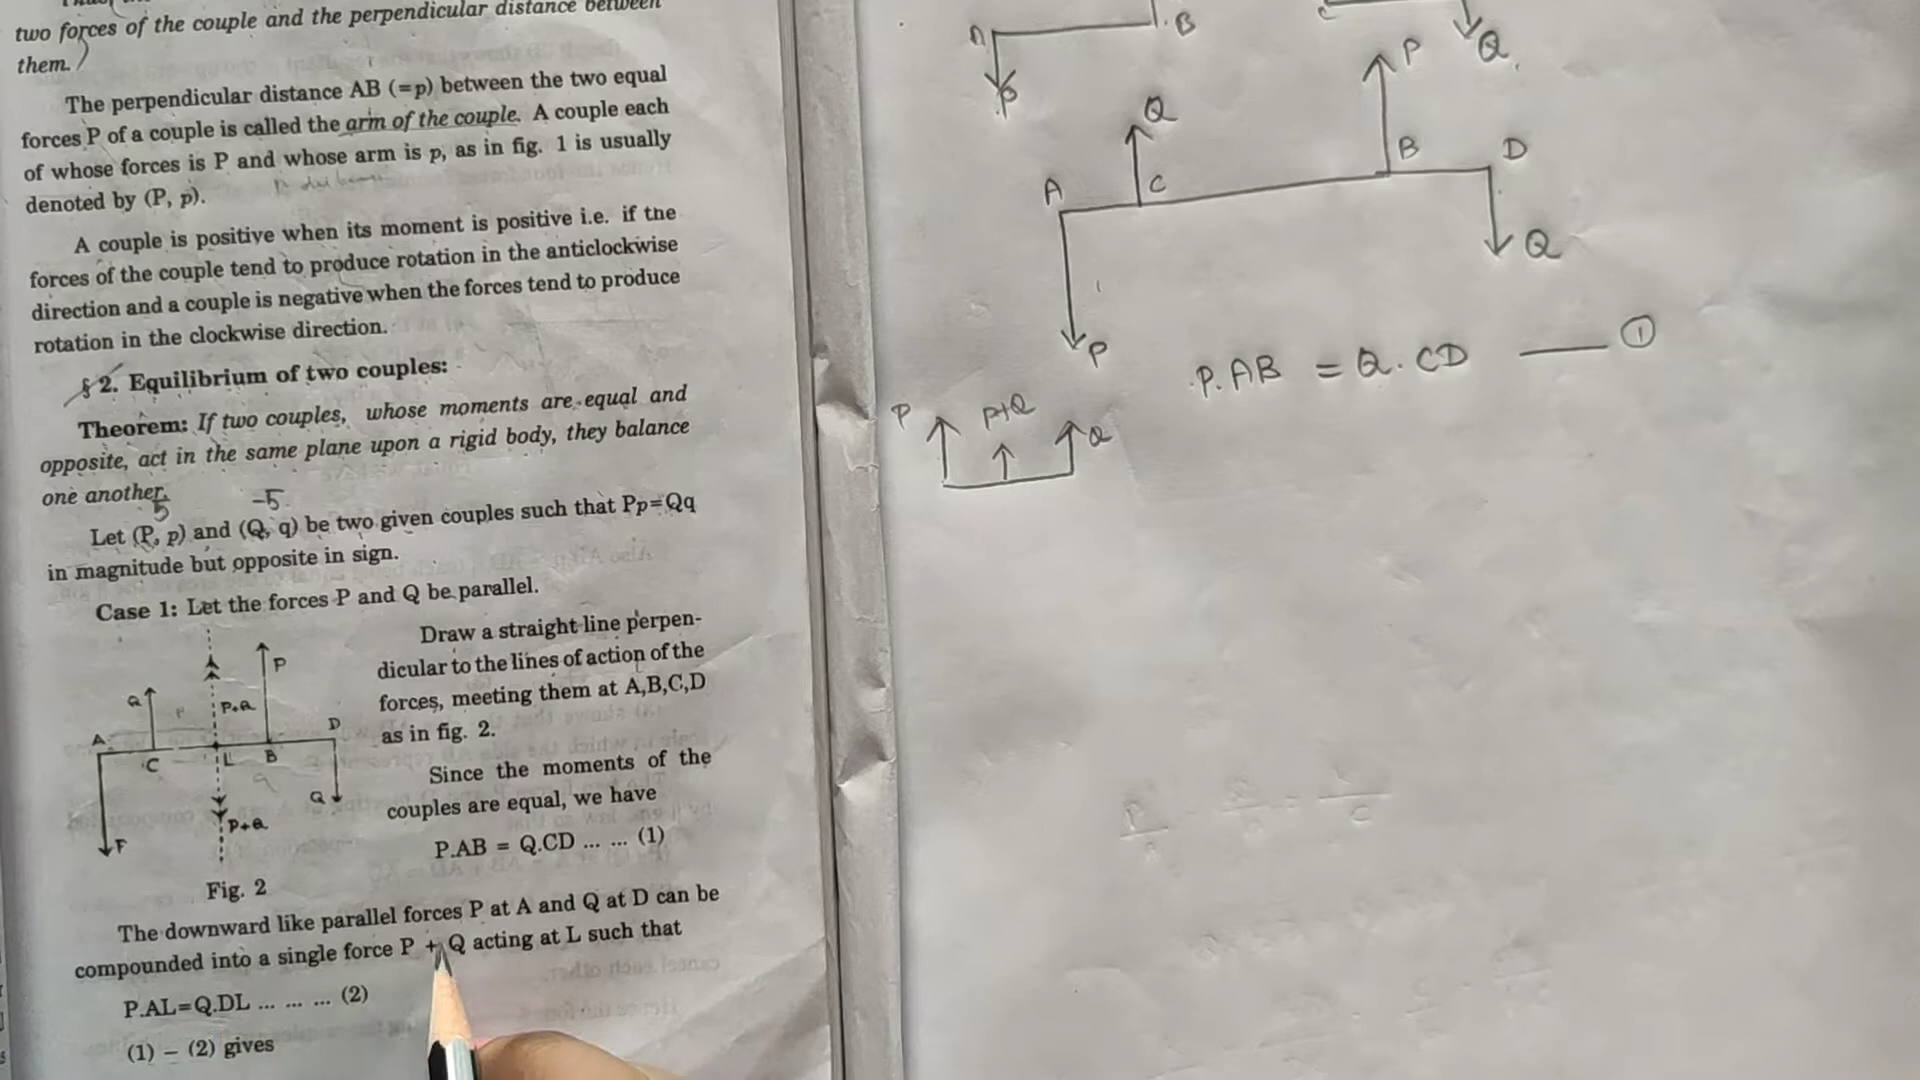 two forces of the couple and the perpendicular distance between
them.
The perpendicular distance AB (=p) between the two equal
forces P of a couple is called the arm of the couple. A couple each
of whose forces is P and whose arm is p, as in fig. 1 is usually
denoted by (P, p).
A couple is positive when its moment is positive i.e. if the
forces of the couple tend to produce rotation in the anticlockwise
direction and a couple is negative when the forces tend to produce
rotation in the clockwise direction.
§ 2. Equilibrium of two couples:
Theorem: If two couples, whose moments are equal and
opposite, act in the same plane upon a rigid body, they balance
one another.
5 -5
Let (P, p) and (Q, q) be two given couples such that Pp=Qq
in magnitude but opposite in sign.
Case 1: Let the forces P and Q be parallel.
Draw a straight line perpen-
dicular to the lines of action of the
forces, meeting them at A,B,C,D
as in fig. 2.
Since the moments of the
couples are equal, we have
P.AB = Q.CD ... ... (1)
P
Q
P+Q
A
D
C
L
B
Q
P+Q
F
Fig. 2
The downward like parallel forces P at A and Q at D can be
compounded into a single force P + Q acting at L such that
P.AL=Q.DL ... ... ... (2)
(1) – (2) gives
B
P
Q
P
Q
B
D
A
C
Q
P
P.AB = Q.CD —— ①
P
P+Q
Q